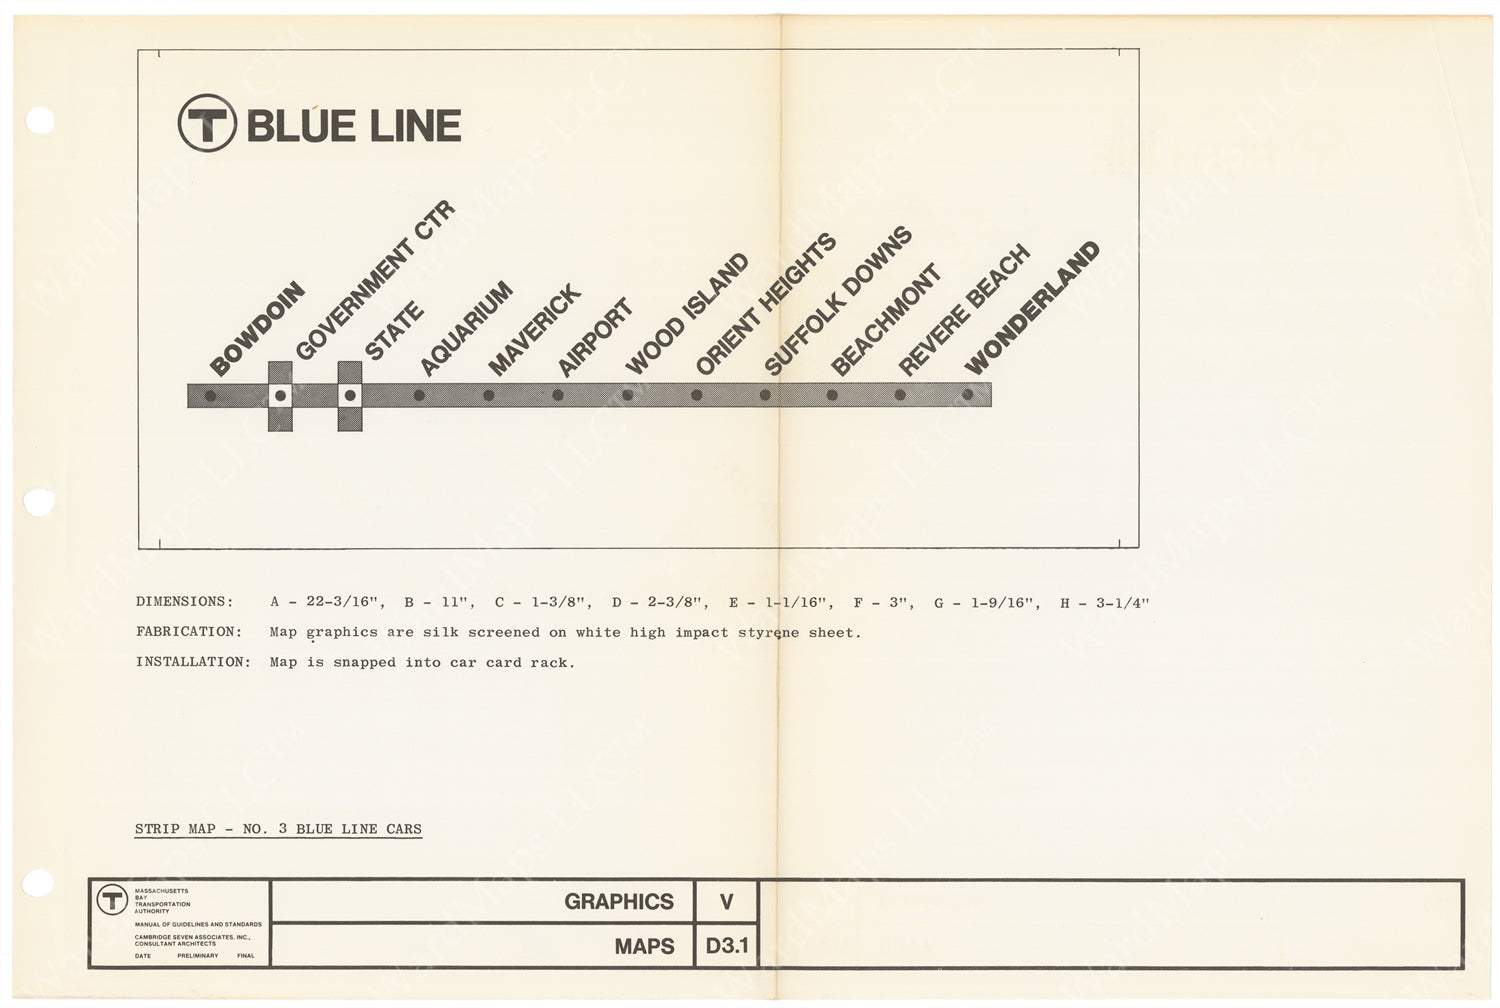 T BLUE LINE
BOWDOIN
GOVERNMENT CTR
STATE
AQUARIUM
MAVERICK
AIRPORT
WOOD ISLAND
ORIENT HEIGHTS
SUFFOLK DOWNS
BEACHMONT
REVERE BEACH
WONDERLAND
DIMENSIONS: A - 22-3/16", B - 11", C - 1-3/8", D - 2-3/8", E - 1-1/16", F - 3", G - 1-9/16", H - 3-1/4"
FABRICATION: Map graphics are silk screened on white high impact styrene sheet.
INSTALLATION: Map is snapped into car card rack.
STRIP MAP - NO. 3 BLUE LINE CARS
T
MASSACHUSETTS
BAY
TRANSPORTATION
AUTHORITY
MANUAL OF GUIDELINES AND STANDARDS
CAMBRIDGE SEVEN ASSOCIATES, INC.,
CONSULTANT ARCHITECTS
DATE PRELIMINARY FINAL
GRAPHICS V
MAPS D3.1
WardMaps LLC™